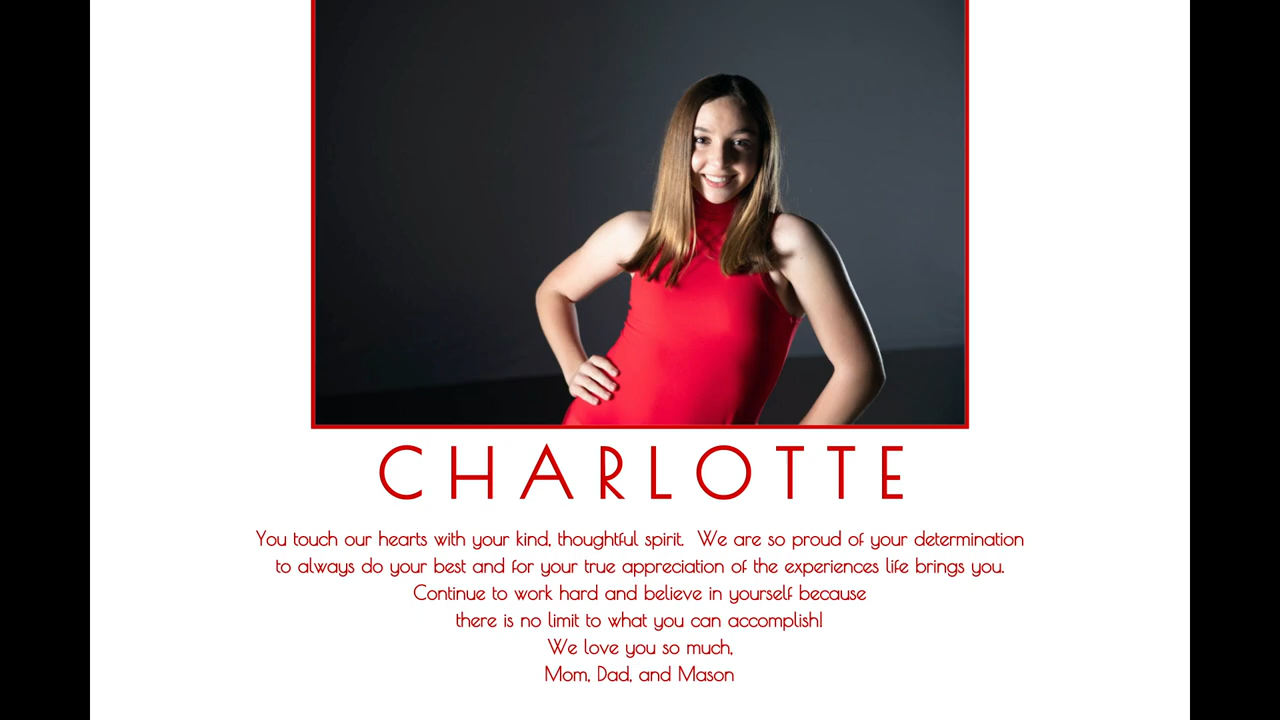 CHARLOTTE
You touch our hearts with your kind, thoughtful spirit. We are so proud of your determination
to always do your best and for your true appreciation of the experiences life brings you.
Continue to work hard and believe in yourself because
there is no limit to what you can accomplish!
We love you so much,
Mom, Dad, and Mason